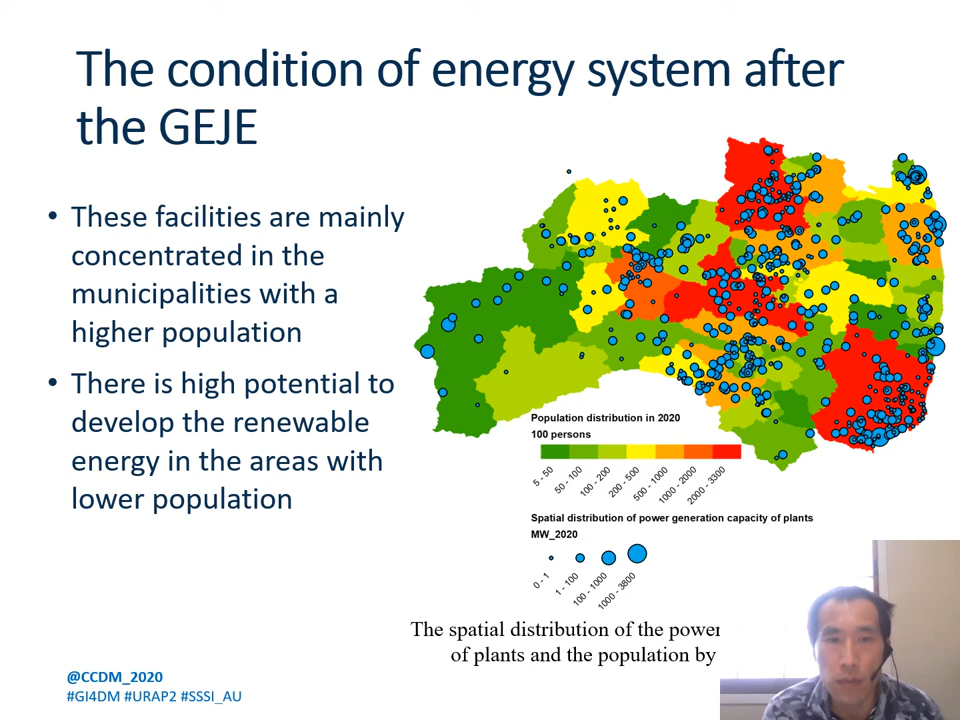 The condition of energy system after
the GEJE
• These facilities are mainly
concentrated in the
municipalities with a
higher population
• There is high potential to
develop the renewable
energy in the areas with
lower population
Population distribution in 2020
100 persons
5 - 50
50 - 100
100 - 200
200 - 500
500 - 1000
1000 - 2000
2000 - 3300
Spatial distribution of power generation capacity of plants
MW_2020
0 - 1
1 - 100
100 - 1000
1000 - 3800
The spatial distribution of the power
of plants and the population by
@CCDM_2020
#GI4DM #URAP2 #SSSI_AU